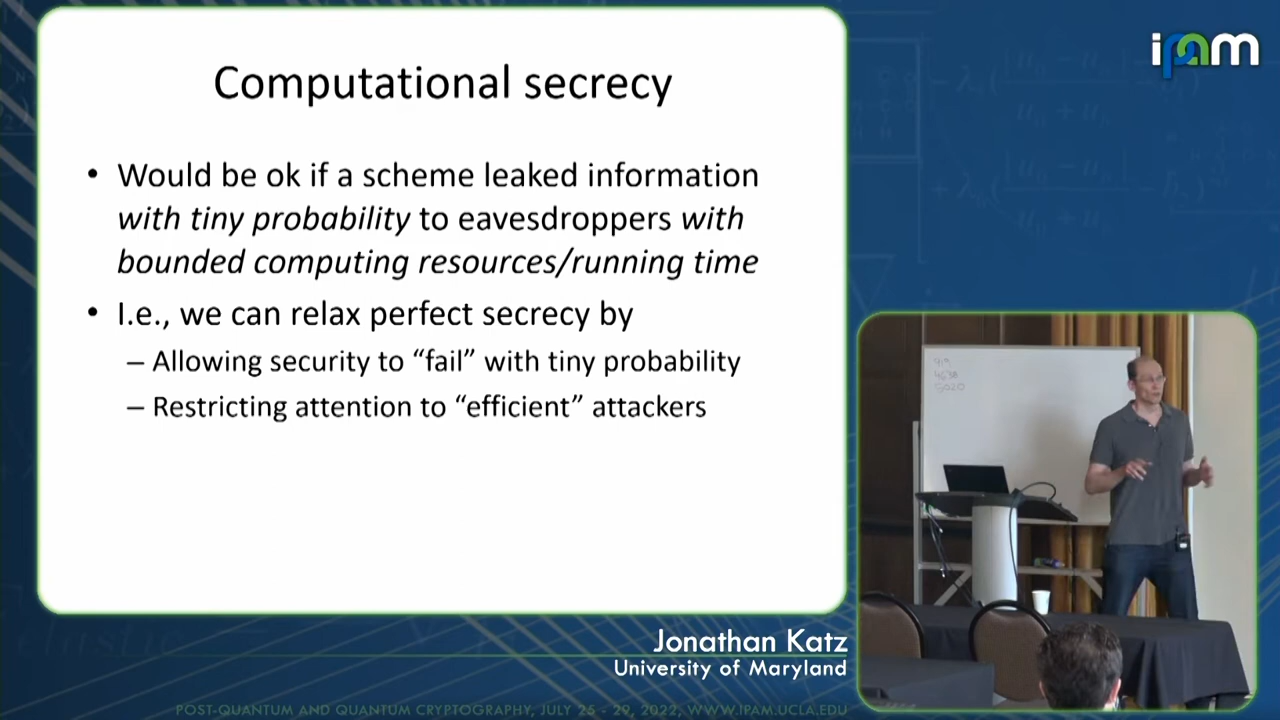 Computational secrecy
• Would be ok if a scheme leaked information
with tiny probability to eavesdroppers with
bounded computing resources/running time
• I.e., we can relax perfect secrecy by
– Allowing security to “fail” with tiny probability
– Restricting attention to “efficient” attackers
ipam
919
4638
5020
Jonathan Katz
University of Maryland
POST-QUANTUM AND QUANTUM CRYPTOGRAPHY, JULY 25 - 29, 2022, WWW.IPAM.UCLA.EDU